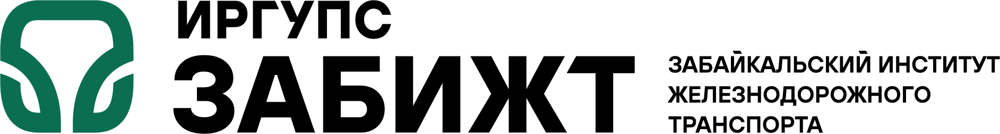 ИРГУПС
ЗАБИЖТ
ЗАБАЙКАЛЬСКИЙ ИНСТИТУТ
ЖЕЛЕЗНОДОРОЖНОГО
ТРАНСПОРТА